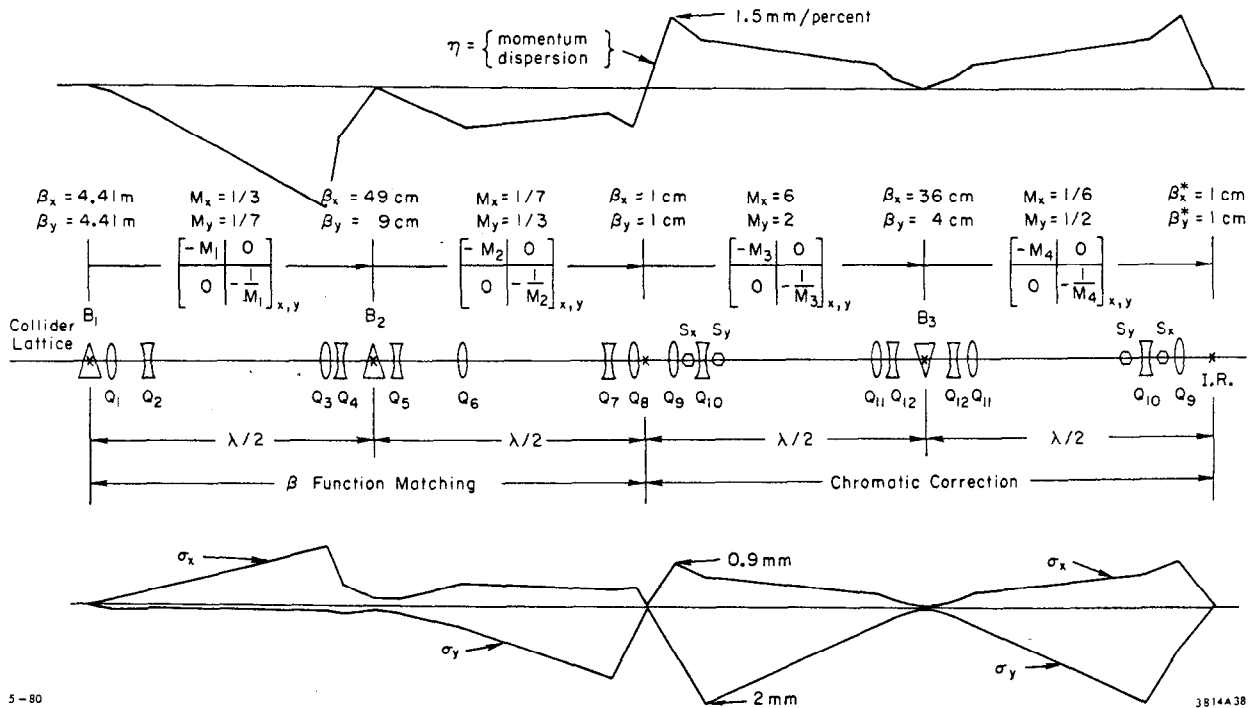 1.5 mm/percent
η = { momentum
dispersion }
βx = 4.41 m Mx = 1/3 βx = 49 cm Mx = 1/7 βx = 1 cm Mx = 6 βx = 36 cm Mx = 1/6 βx* = 1 cm
βy = 4.41 m My = 1/7 βy = 9 cm My = 1/3 βy = 1 cm My = 2 βy = 4 cm My = 1/2 βy* = 1 cm
-M1 0 -M2 0 -M3 0 -M4 0
0 -1/M1 x,y 0 -1/M2 x,y 0 -1/M3 x,y 0 -1/M4 x,y
B1 B2 B3
Collider
Lattice
Sx Sy Sy Sx
Q1 Q2 Q3 Q4 Q5 Q6 Q7 Q8 Q9 Q10 Q11 Q12 Q12 Q11 Q10 Q9 I.R.
λ/2 λ/2 λ/2 λ/2
β Function Matching Chromatic Correction
σx 0.9 mm σx
σy σy
2 mm
5-80 3814A38